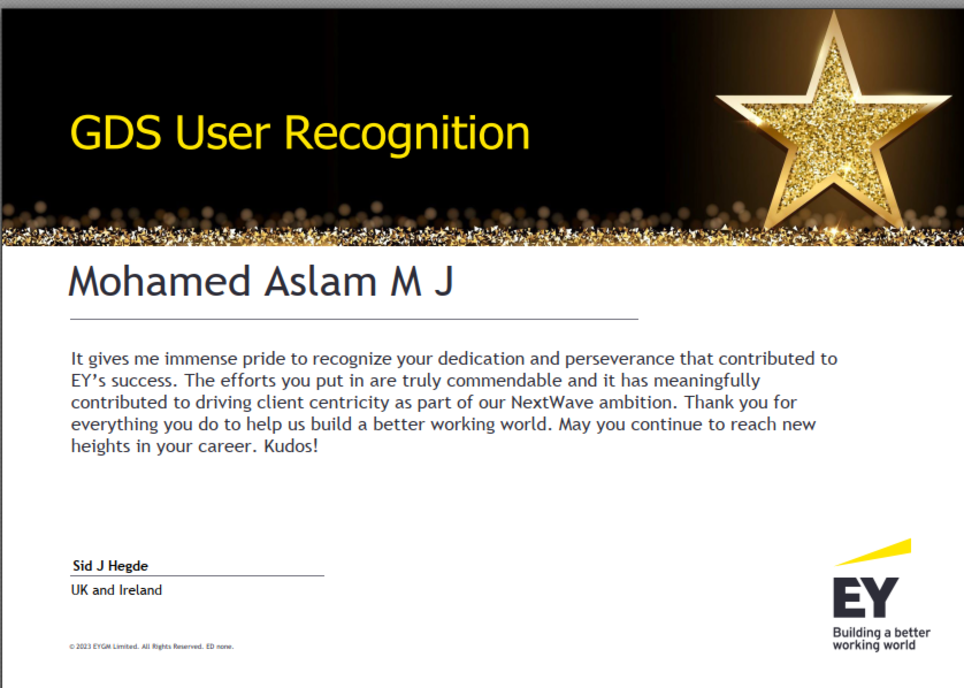 GDS User Recognition
Mohamed Aslam M J
It gives me immense pride to recognize your dedication and perseverance that contributed to
EY’s success. The efforts you put in are truly commendable and it has meaningfully
contributed to driving client centricity as part of our NextWave ambition. Thank you for
everything you do to help us build a better working world. May you continue to reach new
heights in your career. Kudos!
Sid J Hegde
UK and Ireland
EY
Building a better
working world
© 2023 EYGM Limited. All Rights Reserved. ED none.